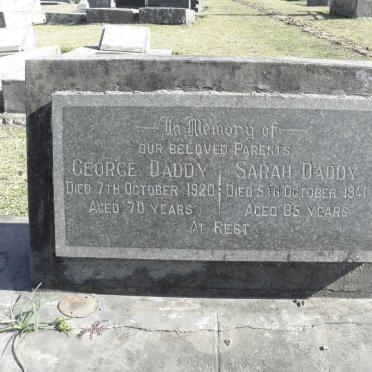 In Memory of
OUR BELOVED PARENTS
GEORGE DADDY
DIED 7TH OCTOBER 1920
AGED 70 YEARS
SARAH DADDY
DIED 5TH OCTOBER 1941
AGED 85 YEARS
AT REST